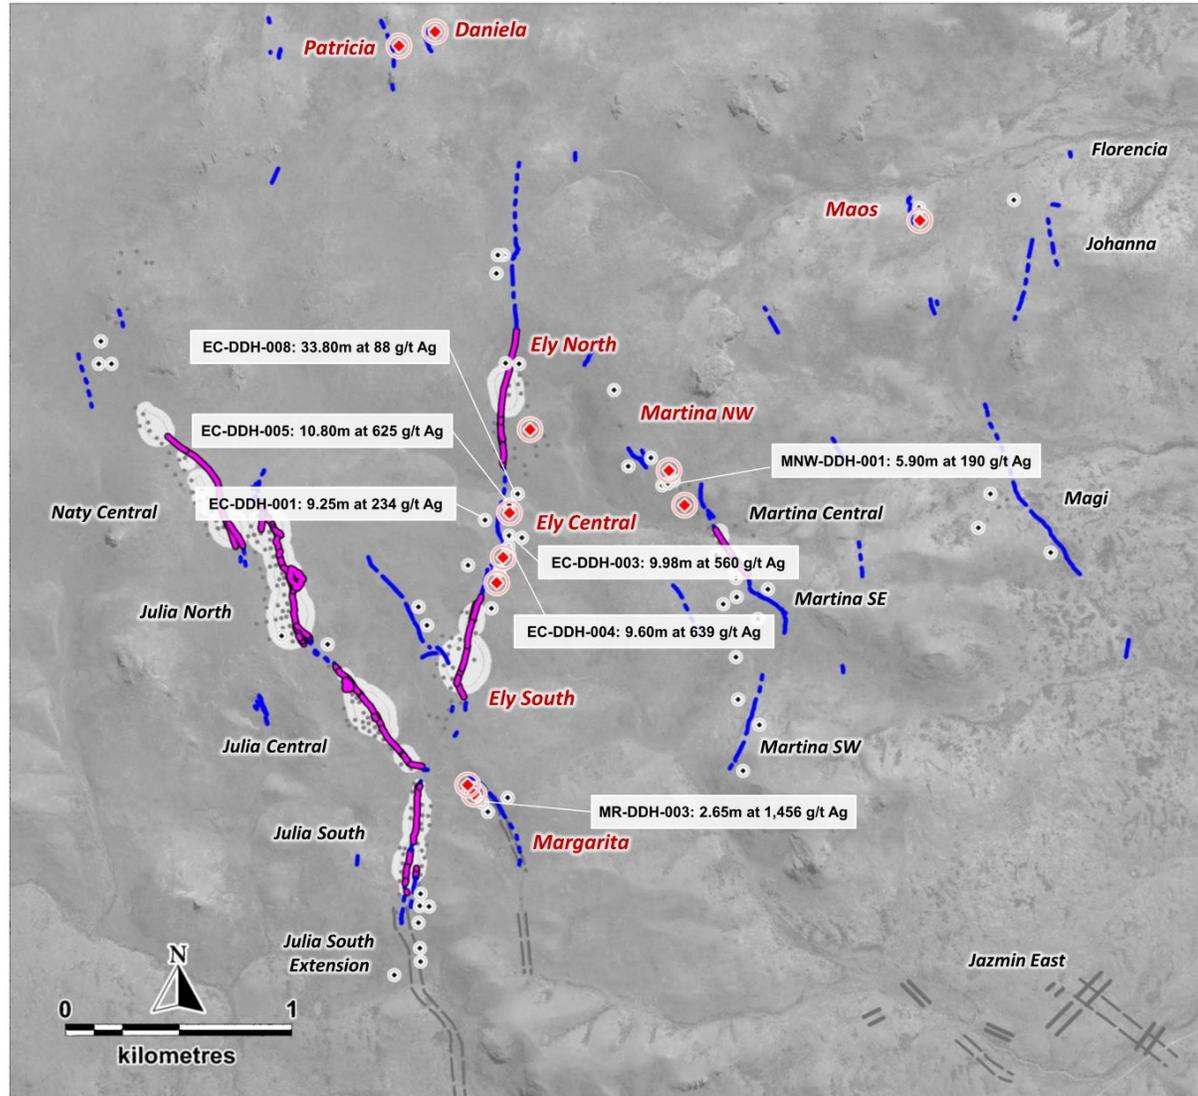 Daniela
Patricia
Florencia
Maos
Johanna
EC-DDH-008: 33.80m at 88 g/t Ag
Ely North
Martina NW
EC-DDH-005: 10.80m at 625 g/t Ag
MNW-DDH-001: 5.90m at 190 g/t Ag
Magi
EC-DDH-001: 9.25m at 234 g/t Ag
Naty Central
Ely Central
Martina Central
EC-DDH-003: 9.98m at 560 g/t Ag
Martina SE
Julia North
EC-DDH-004: 9.60m at 639 g/t Ag
Ely South
Julia Central
Martina SW
MR-DDH-003: 2.65m at 1,456 g/t Ag
Julia South
Margarita
Julia South
Extension
N
Jazmin East
0 1
kilometres